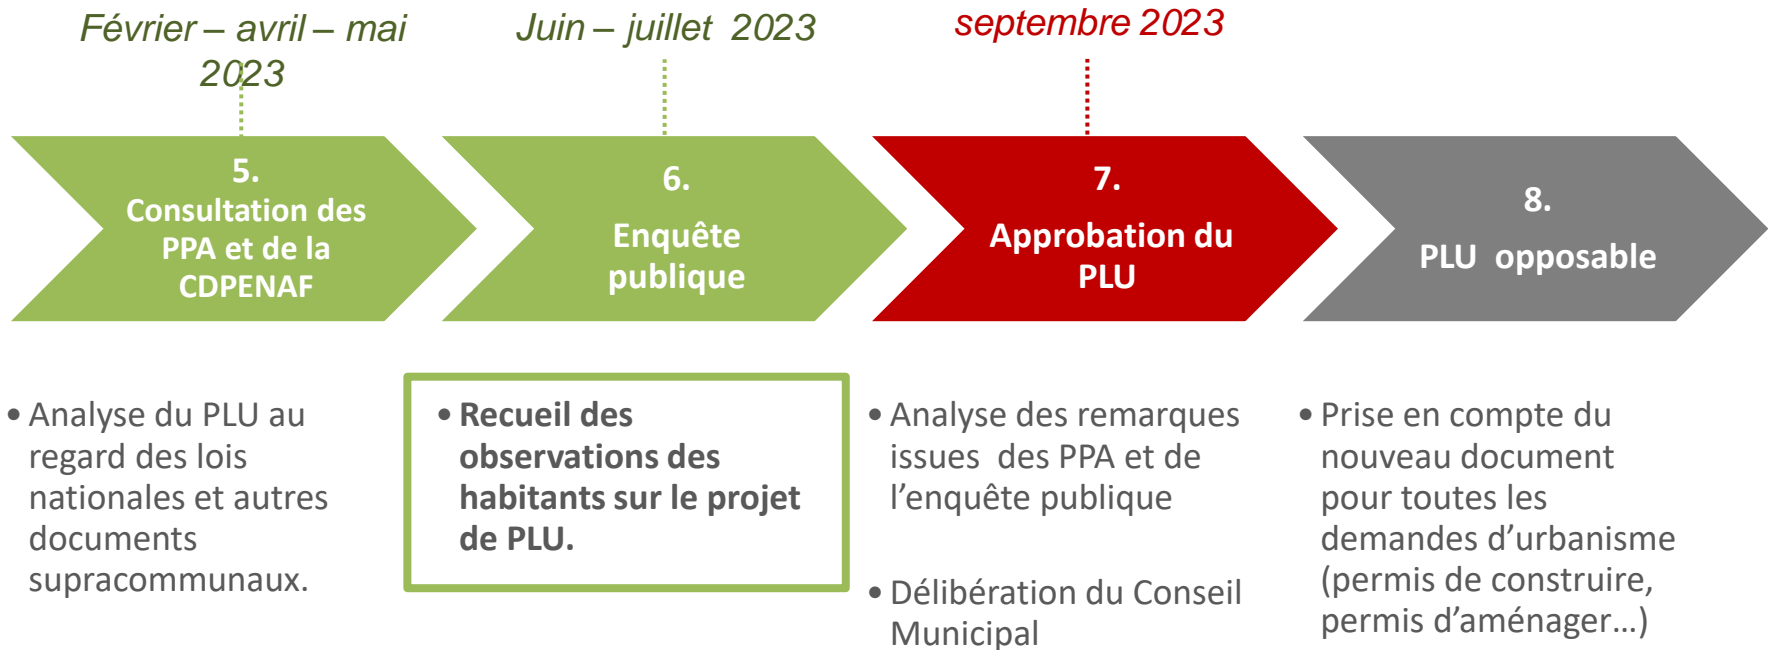 Février – avril – mai
2023
Juin – juillet 2023
septembre 2023
5.
Consultation des
PPA et de la
CDPENAF
6.
Enquête
publique
7.
Approbation du
PLU
8.
PLU opposable
• Analyse du PLU au
regard des lois
nationales et autres
documents
supracommunaux.
• Recueil des
observations des
habitants sur le projet
de PLU.
• Analyse des remarques
issues des PPA et de
l’enquête publique
• Délibération du Conseil
Municipal
• Prise en compte du
nouveau document
pour toutes les
demandes d’urbanisme
(permis de construire,
permis d’aménager…)